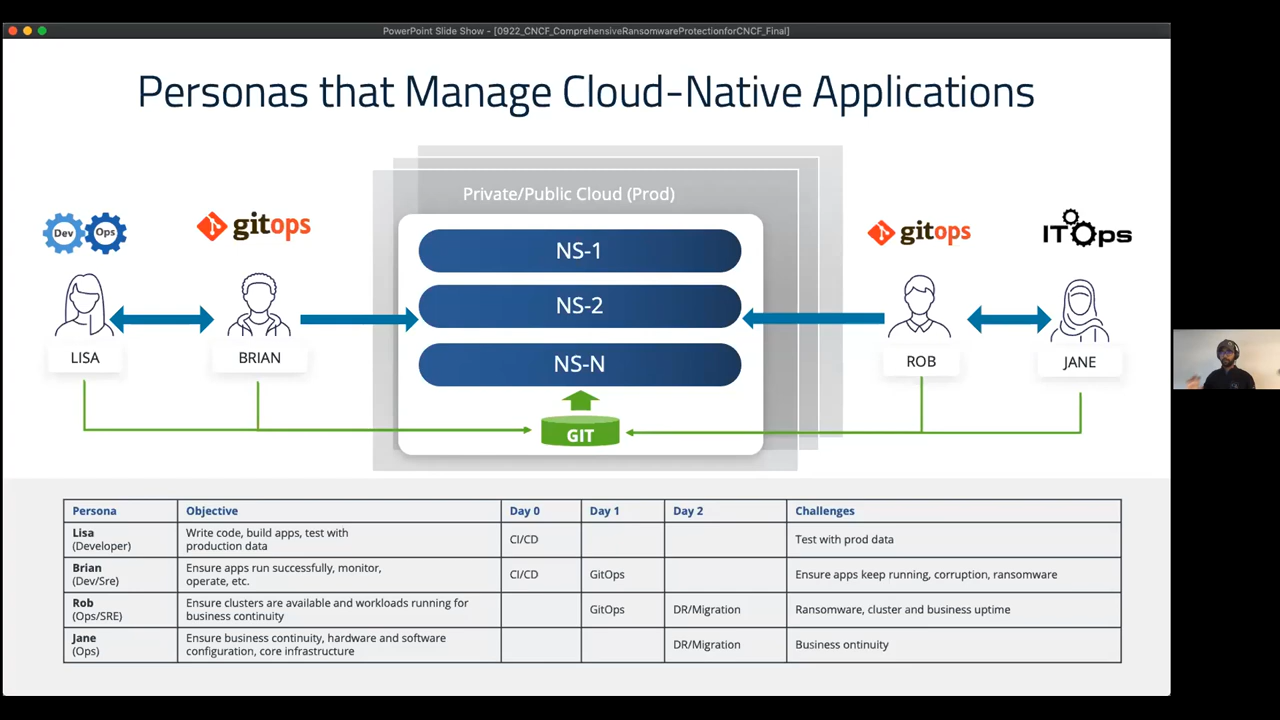 PowerPoint Slide Show - [0922_CNCF_ComprehensiveRansomwareProtectionforCNCF_Final]
Personas that Manage Cloud-Native Applications
Private/Public Cloud (Prod)
Dev Ops
gitops
gitops
ITOps
NS-1
NS-2
NS-N
LISA
BRIAN
ROB
JANE
GIT
Persona Objective Day 0 Day 1 Day 2 Challenges
Lisa
(Developer)
Write code, build apps, test with
production data
CI/CD
Test with prod data
Brian
(Dev/Sre)
Ensure apps run successfully, monitor,
operate, etc.
CI/CD
GitOps
Ensure apps keep running, corruption, ransomware
Rob
(Ops/SRE)
Ensure clusters are available and workloads running for
business continuity
GitOps
DR/Migration
Ransomware, cluster and business uptime
Jane
(Ops)
Ensure business continuity, hardware and software
configuration, core infrastructure
DR/Migration
Business ontinuity